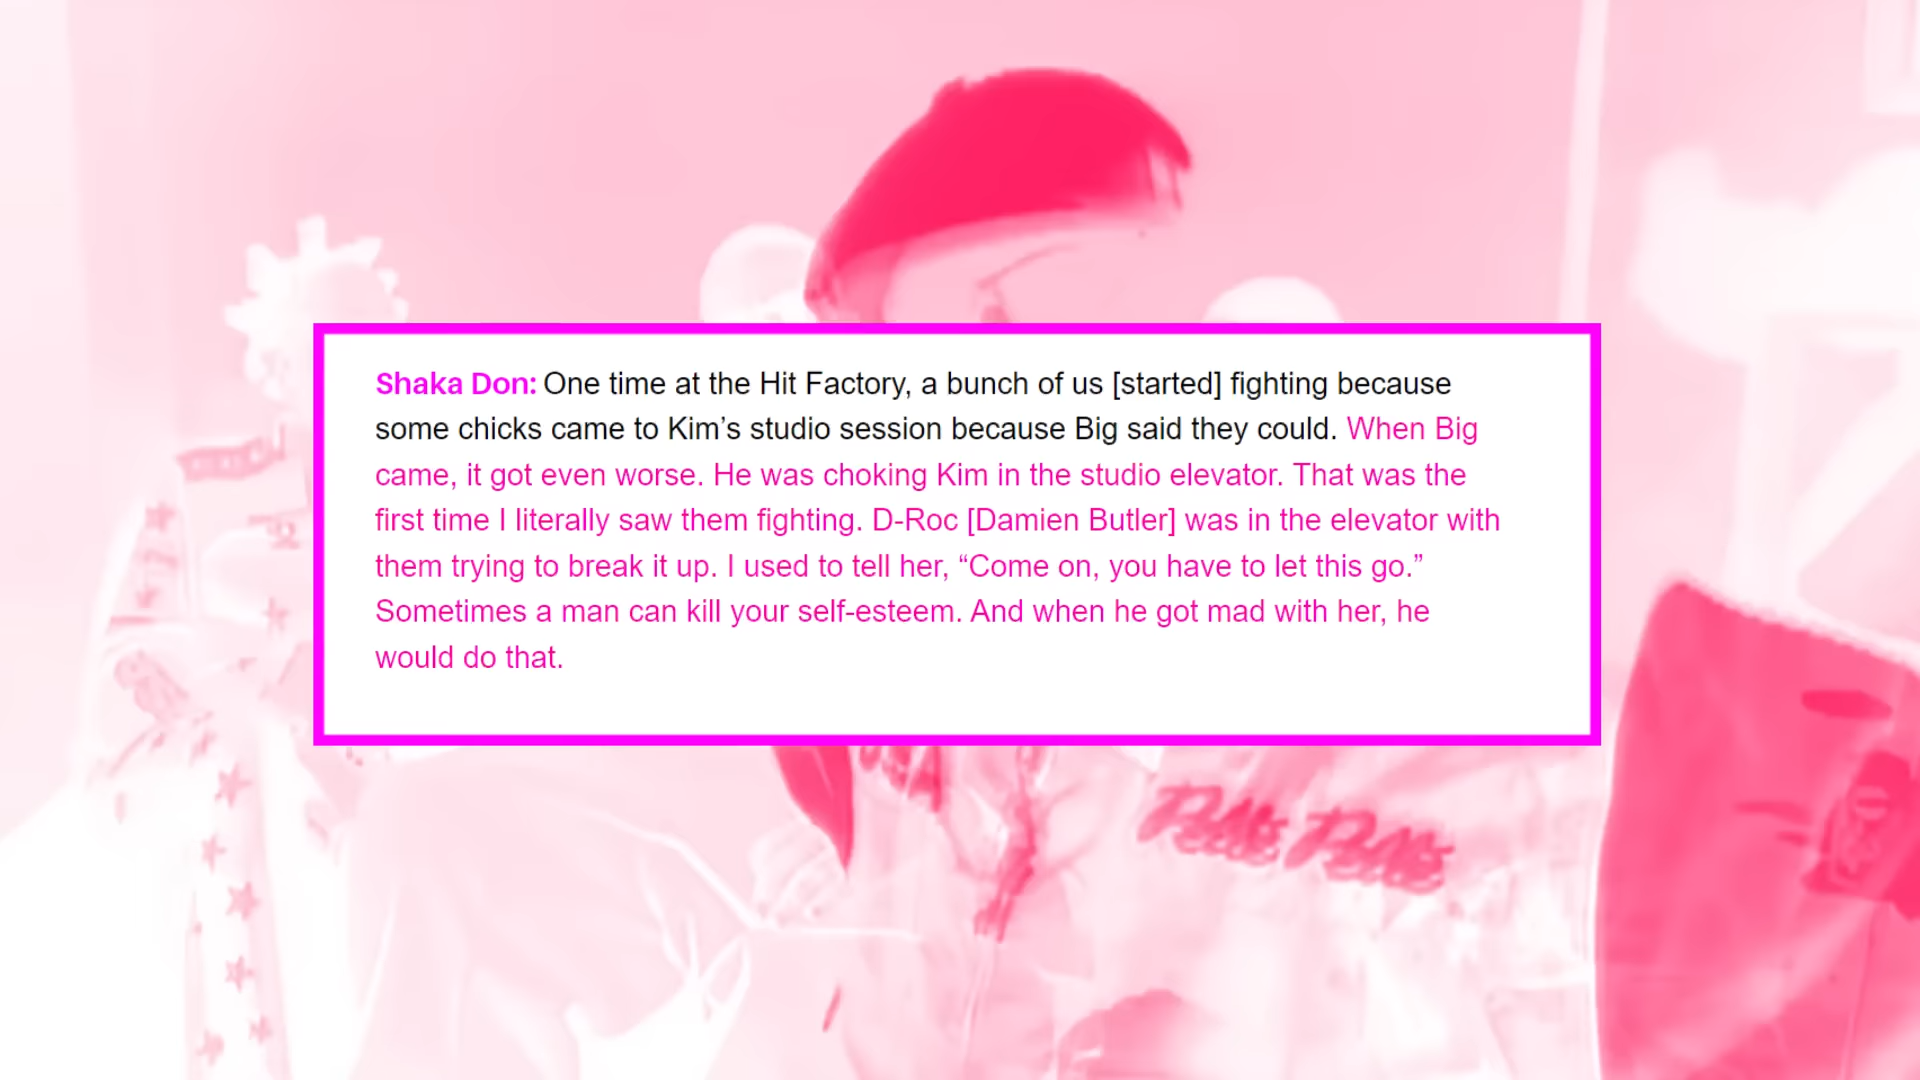 Shaka Don: One time at the Hit Factory, a bunch of us [started] fighting because
some chicks came to Kim’s studio session because Big said they could. When Big
came, it got even worse. He was choking Kim in the studio elevator. That was the
first time I literally saw them fighting. D-Roc [Damien Butler] was in the elevator with
them trying to break it up. I used to tell her, “Come on, you have to let this go.”
Sometimes a man can kill your self-esteem. And when he got mad with her, he
would do that.
USA
Pelle Pelle